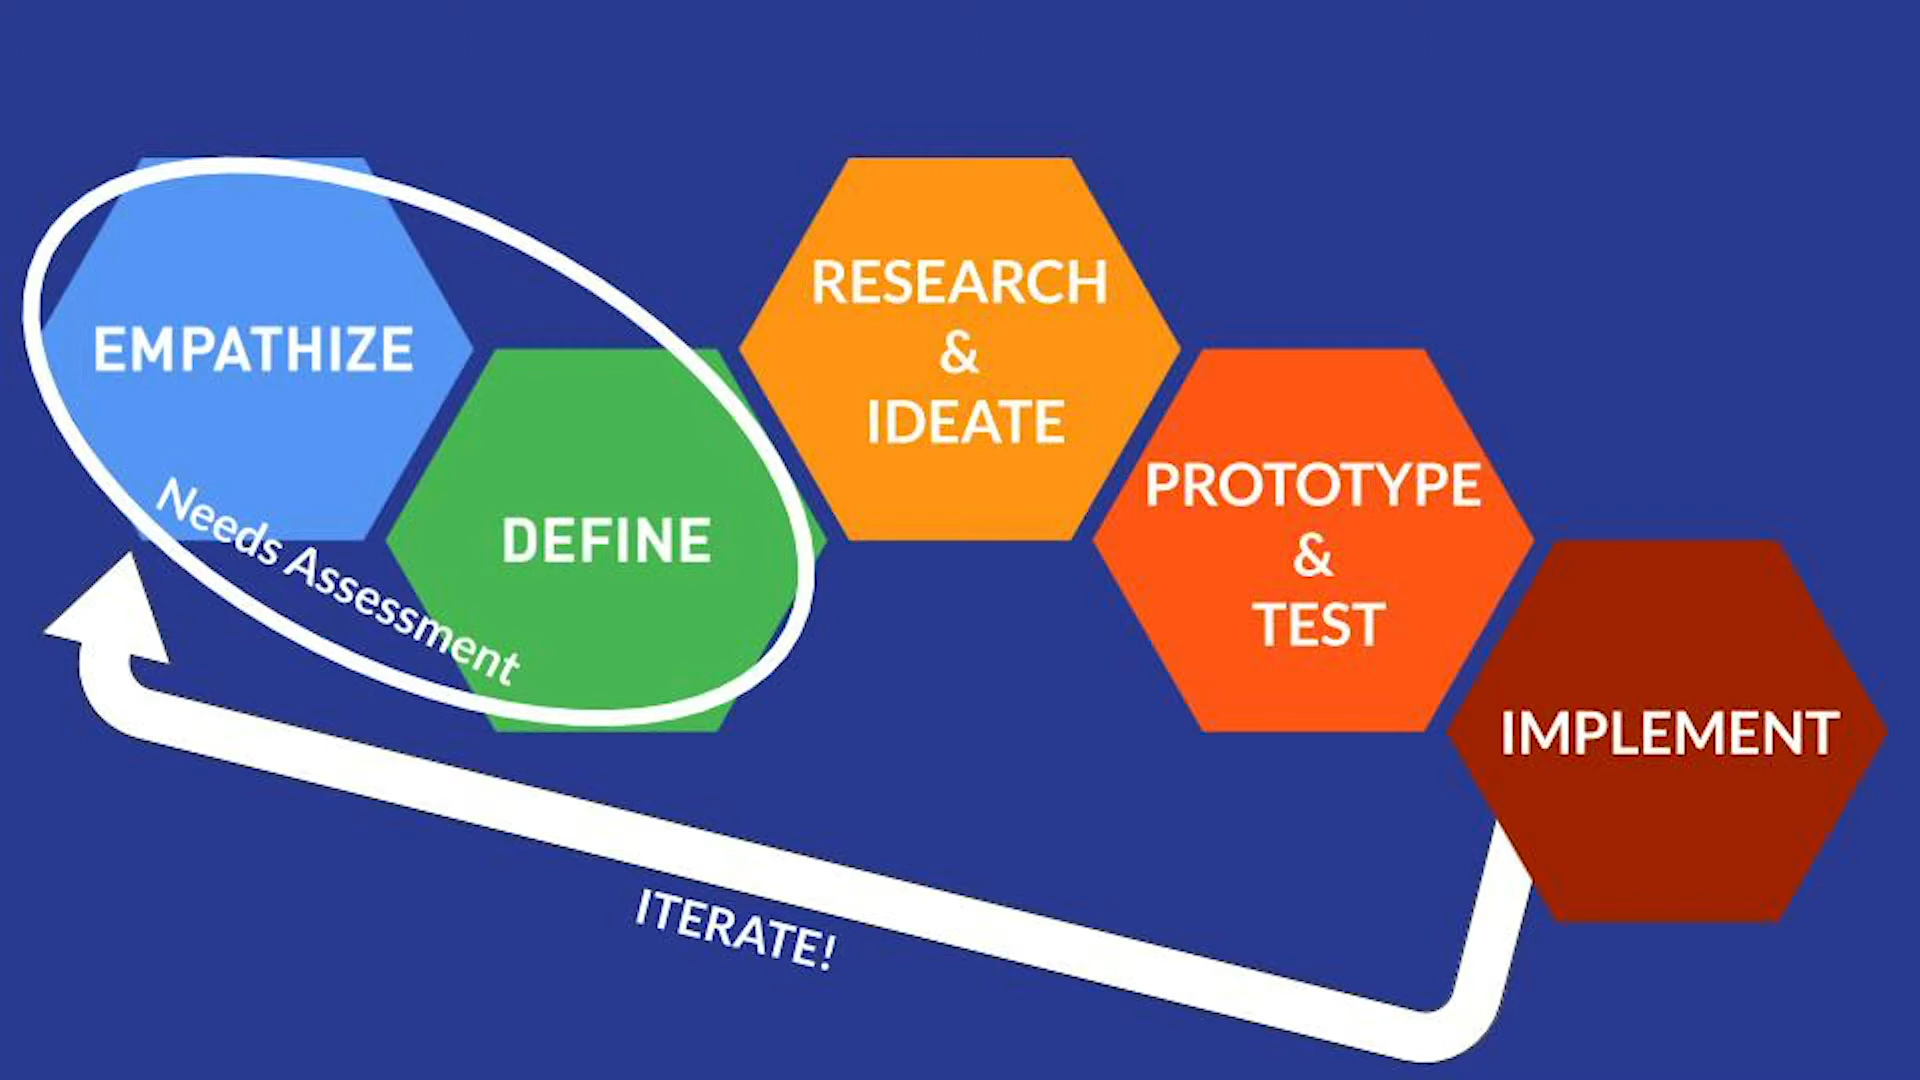 EMPATHIZE
Needs Assessment
DEFINE
RESEARCH
&
IDEATE
PROTOTYPE
&
TEST
IMPLEMENT
ITERATE!